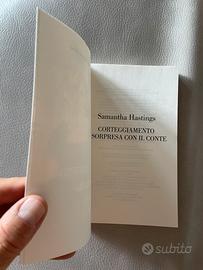 Samantha Hastings
CORTEGGIAMENTO
SORPRESA CON IL CONTE
subito